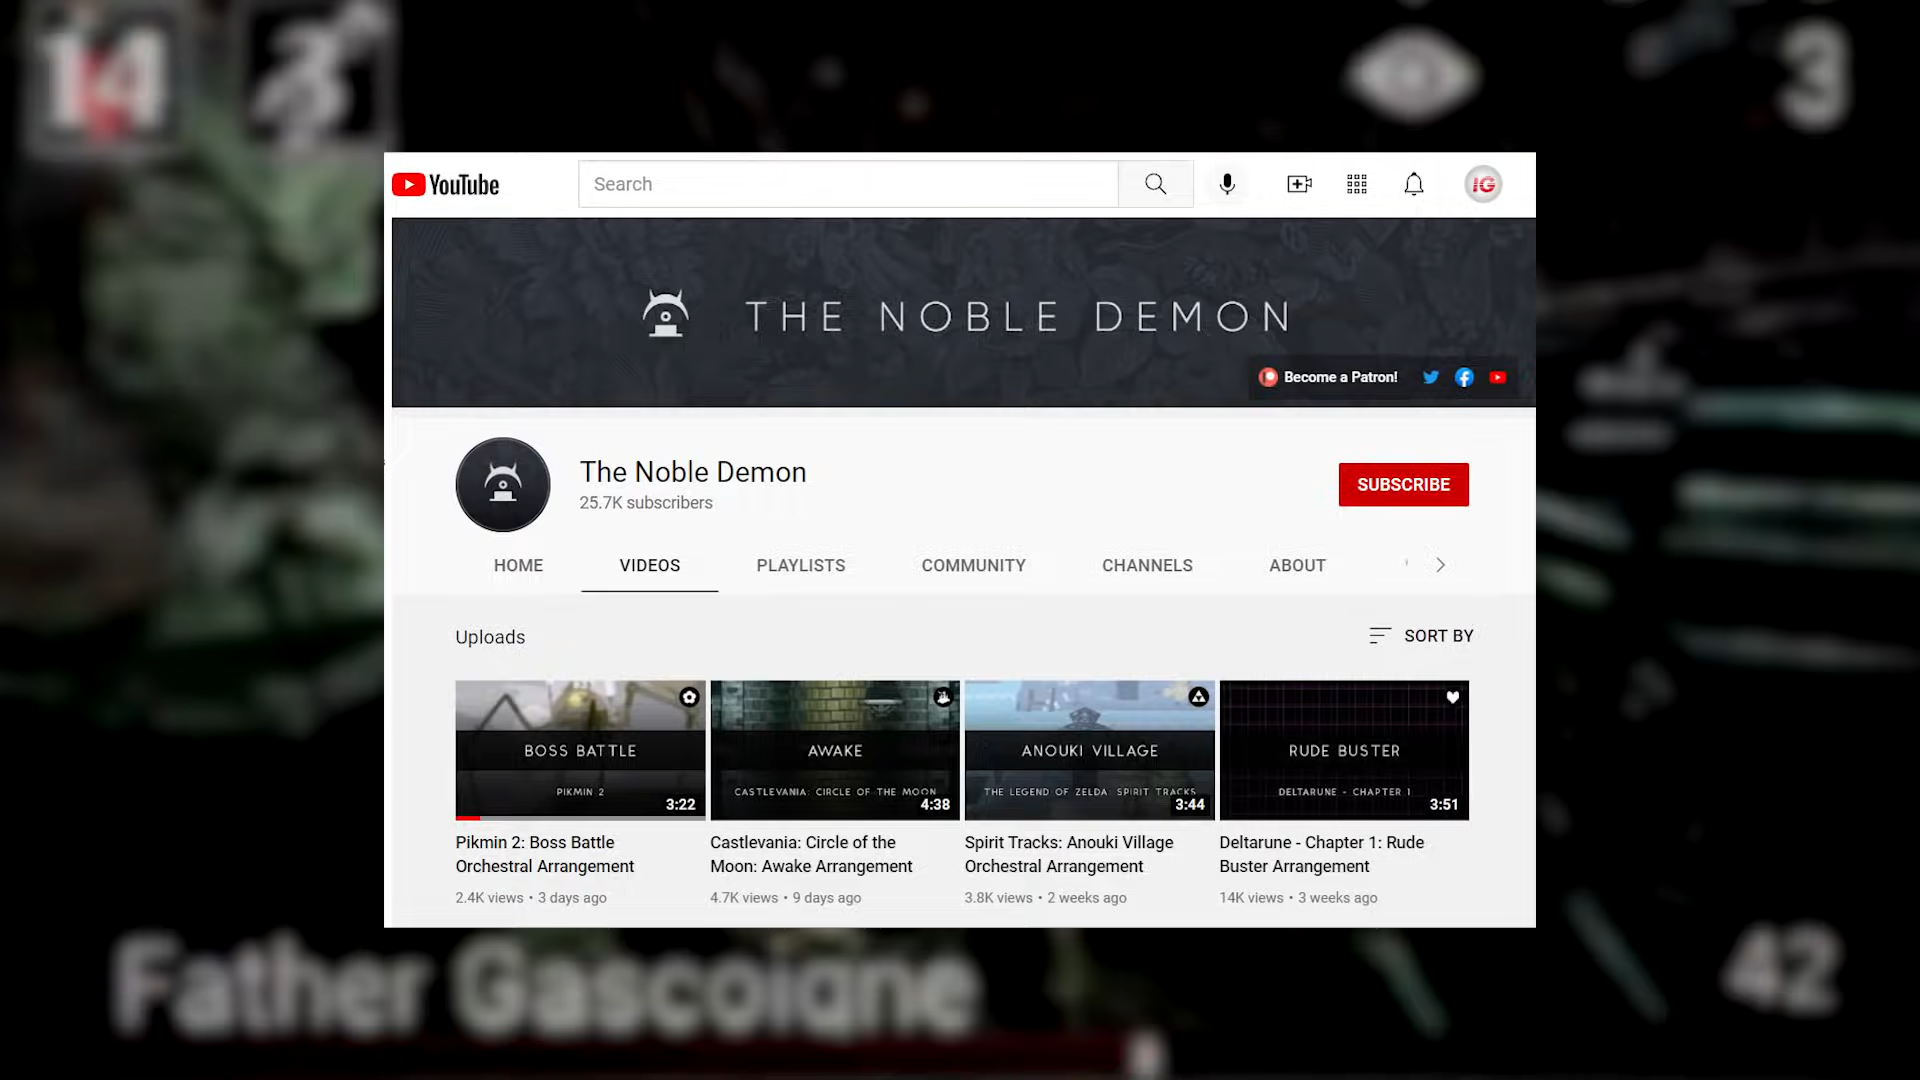 14
3
YouTube
Search
IG
THE NOBLE DEMON
Become a Patron!
The Noble Demon
25.7K subscribers
SUBSCRIBE
HOME VIDEOS PLAYLISTS COMMUNITY CHANNELS ABOUT
Uploads
SORT BY
BOSS BATTLE
PIKMIN 2
3:22
AWAKE
CASTLEVANIA: CIRCLE OF THE MOON
4:38
ANOUKI VILLAGE
THE LEGEND OF ZELDA: SPIRIT TRACKS
3:44
RUDE BUSTER
DELTARUNE - CHAPTER 1
3:51
Pikmin 2: Boss Battle
Orchestral Arrangement
2.4K views • 3 days ago
Castlevania: Circle of the
Moon: Awake Arrangement
4.7K views • 9 days ago
Spirit Tracks: Anouki Village
Orchestral Arrangement
3.8K views • 2 weeks ago
Deltarune - Chapter 1: Rude
Buster Arrangement
14K views • 3 weeks ago
Father Gascoigne
42